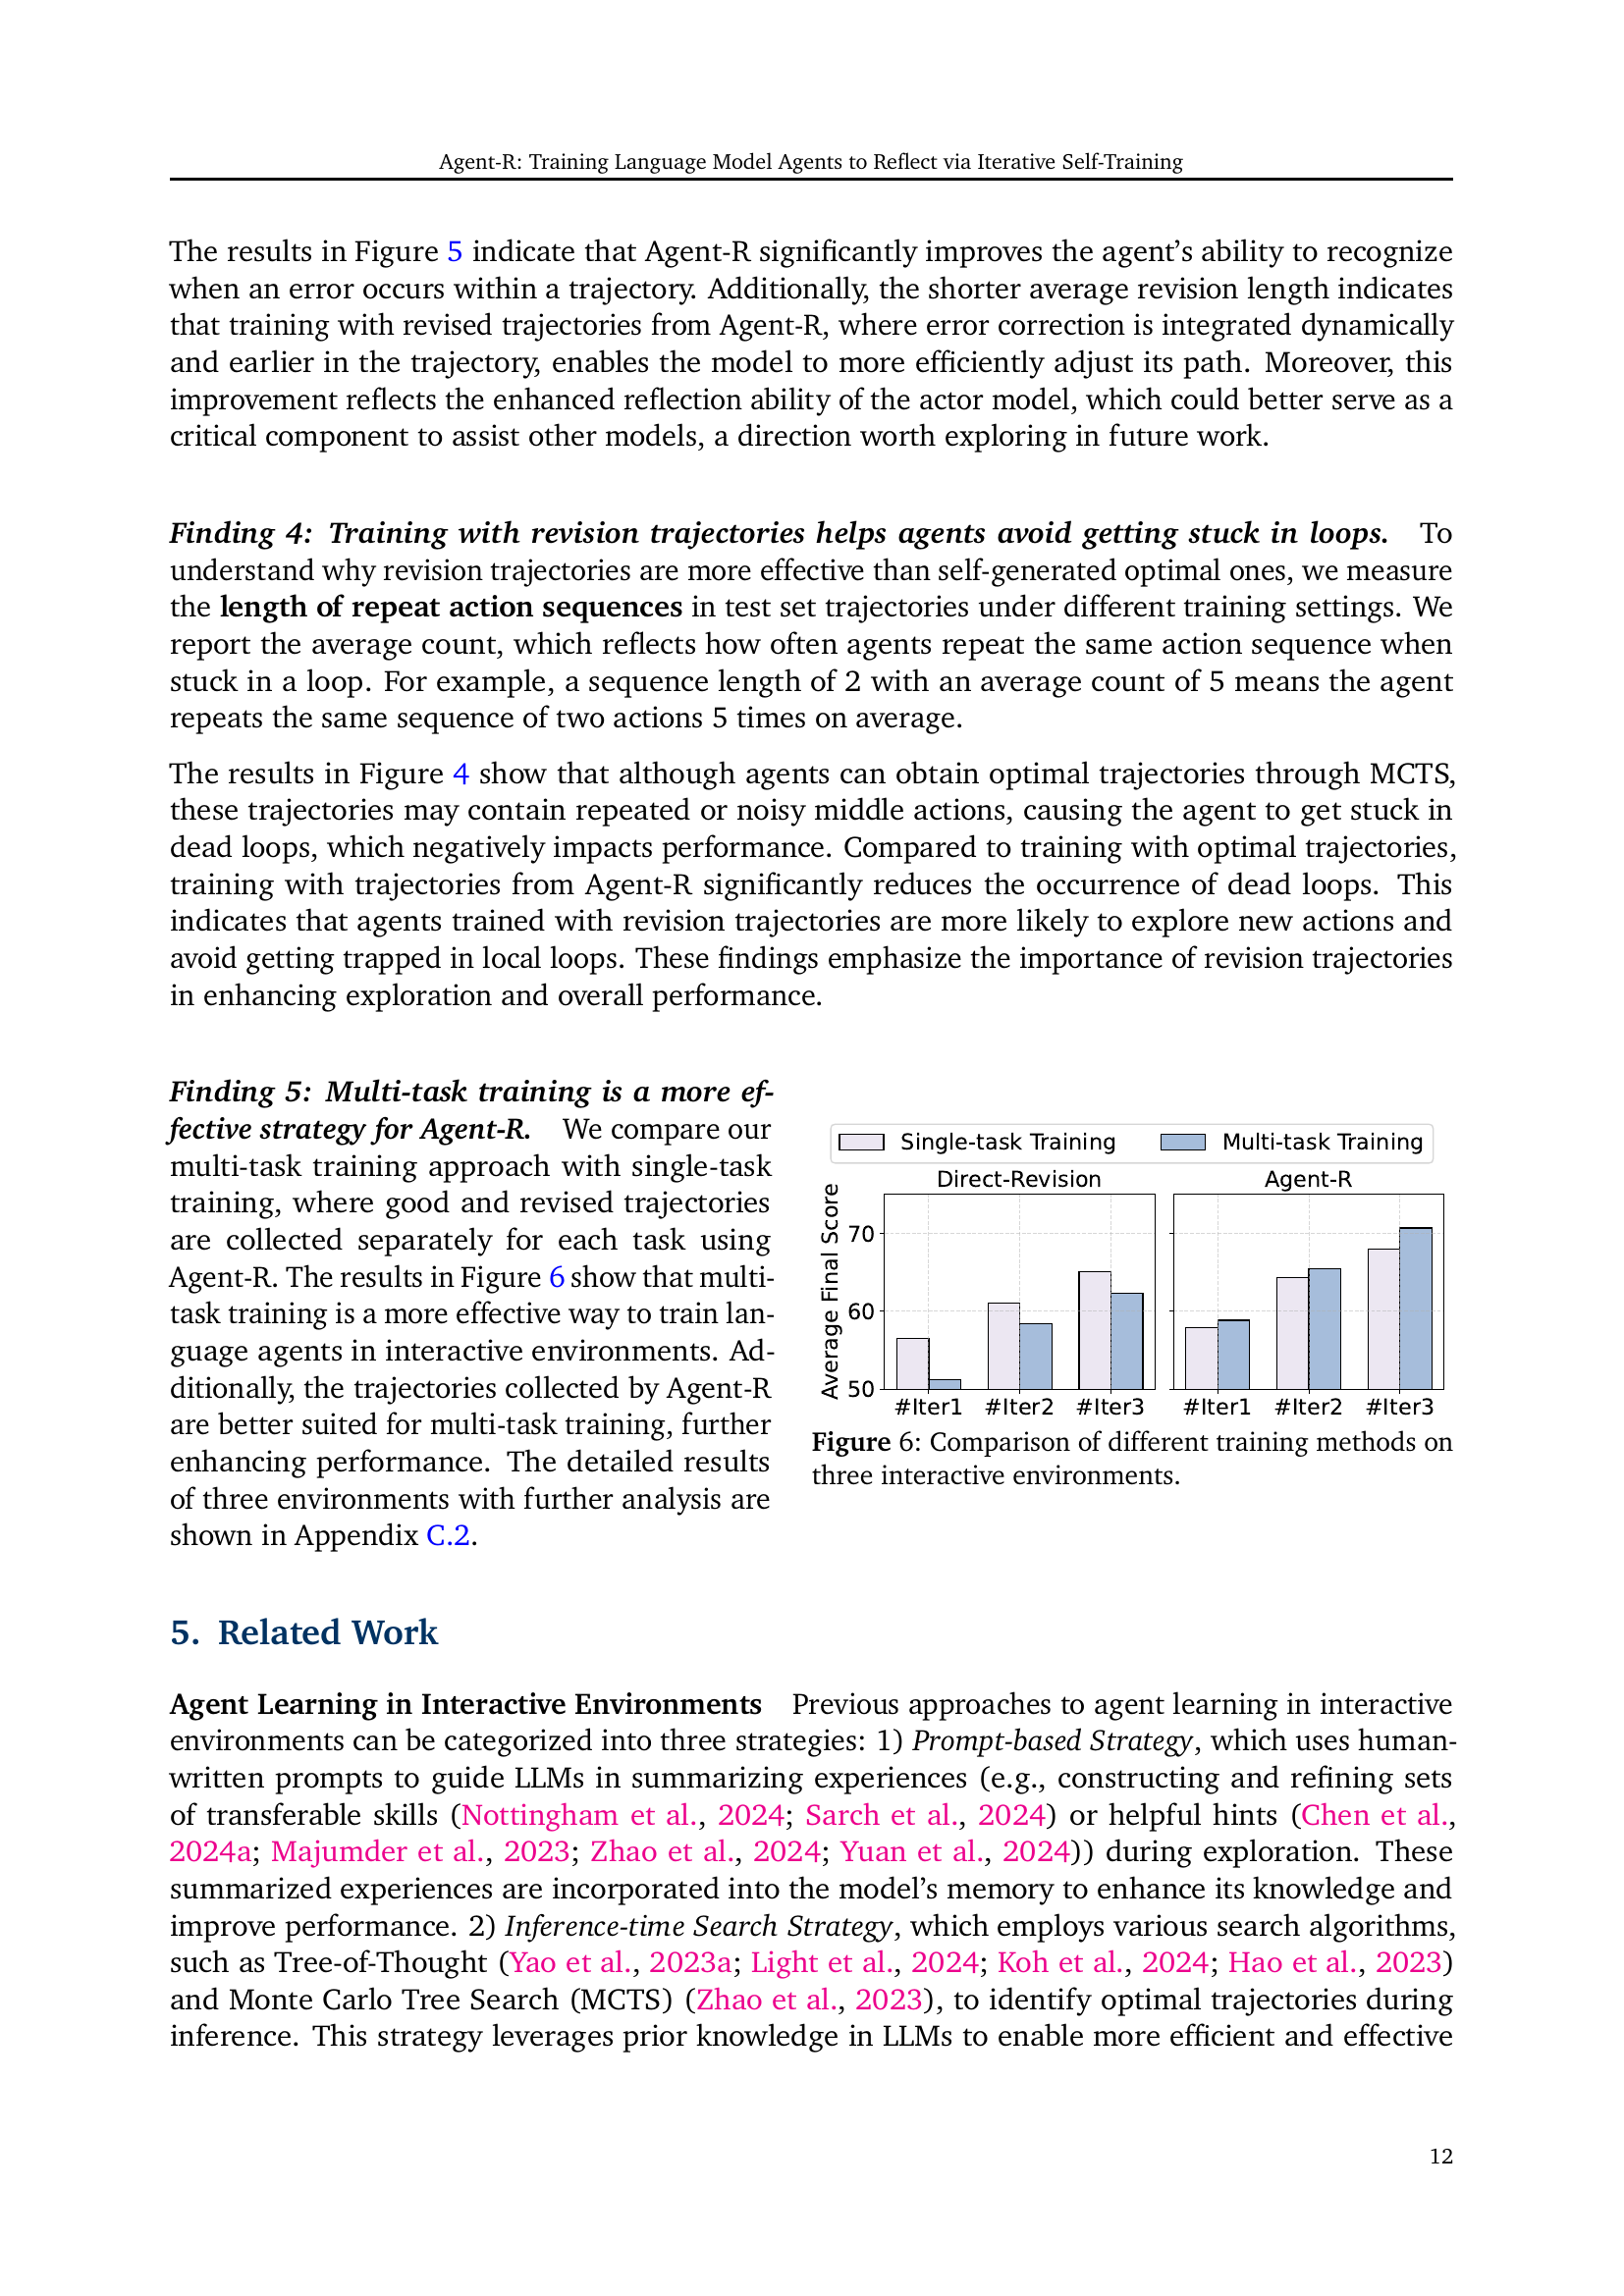 Agent-R: Training Language Model Agents to Reflect via Iterative Self-Training
The results in Figure 5 indicate that Agent-R significantly improves the agent's ability to recognize
when an error occurs within a trajectory. Additionally, the shorter average revision length indicates
that training with revised trajectories from Agent-R, where error correction is integrated dynamically
and earlier in the trajectory, enables the model to more efficiently adjust its path. Moreover, this
improvement reflects the enhanced reflection ability of the actor model, which could better serve as a
critical component to assist other models, a direction worth exploring in future work.
Finding 4: Training with revision trajectories helps agents avoid getting stuck in loops. To
understand why revision trajectories are more effective than self-generated optimal ones, we measure
the length of repeat action sequences in test set trajectories under different training settings. We
report the average count, which reflects how often agents repeat the same action sequence when
stuck in a loop. For example, a sequence length of 2 with an average count of 5 means the agent
repeats the same sequence of two actions 5 times on average.
The results in Figure 4 show that although agents can obtain optimal trajectories through MCTS,
these trajectories may contain repeated or noisy middle actions, causing the agent to get stuck in
dead loops, which negatively impacts performance. Compared to training with optimal trajectories,
training with trajectories from Agent-R significantly reduces the occurrence of dead loops. This
indicates that agents trained with revision trajectories are more likely to explore new actions and
avoid getting trapped in local loops. These findings emphasize the importance of revision trajectories
in enhancing exploration and overall performance.
Finding 5: Multi-task training is a more ef-
fective strategy for Agent-R. We compare our
multi-task training approach with single-task
training, where good and revised trajectories
are collected separately for each task using
Agent-R. The results in Figure 6 show that multi-
task training is a more effective way to train lan-
guage agents in interactive environments. Ad-
ditionally, the trajectories collected by Agent-R
are better suited for multi-task training, further
enhancing performance. The detailed results
of three environments with further analysis are
shown in Appendix C.2.
Single-task Training Multi-task Training
Direct-Revision Agent-R
Average Final Score
70
60
50
#Iter1 #Iter2 #Iter3 #Iter1 #Iter2 #Iter3
Figure 6: Comparison of different training methods on
three interactive environments.
5. Related Work
Agent Learning in Interactive Environments Previous approaches to agent learning in interactive
environments can be categorized into three strategies: 1) Prompt-based Strategy, which uses human-
written prompts to guide LLMs in summarizing experiences (e.g., constructing and refining sets
of transferable skills (Nottingham et al., 2024; Sarch et al., 2024) or helpful hints (Chen et al.,
2024a; Majumder et al., 2023; Zhao et al., 2024; Yuan et al., 2024)) during exploration. These
summarized experiences are incorporated into the model's memory to enhance its knowledge and
improve performance. 2) Inference-time Search Strategy, which employs various search algorithms,
such as Tree-of-Thought (Yao et al., 2023a; Light et al., 2024; Koh et al., 2024; Hao et al., 2023)
and Monte Carlo Tree Search (MCTS) (Zhao et al., 2023), to identify optimal trajectories during
inference. This strategy leverages prior knowledge in LLMs to enable more efficient and effective
12